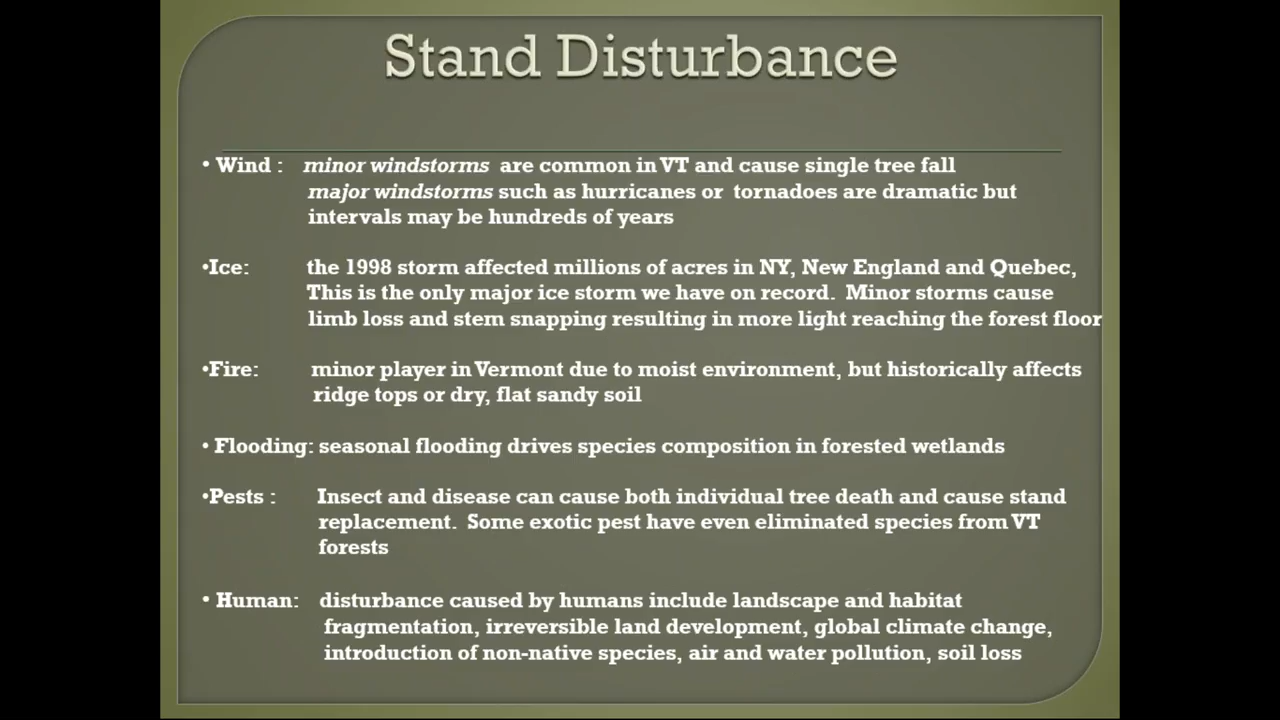 Stand Disturbance
• Wind : minor windstorms are common in VT and cause single tree fall
major windstorms such as hurricanes or tornadoes are dramatic but
intervals may be hundreds of years
•Ice: the 1998 storm affected millions of acres in NY, New England and Quebec,
This is the only major ice storm we have on record. Minor storms cause
limb loss and stem snapping resulting in more light reaching the forest floor
•Fire: minor player in Vermont due to moist environment, but historically affects
ridge tops or dry, flat sandy soil
• Flooding: seasonal flooding drives species composition in forested wetlands
•Pests : Insect and disease can cause both individual tree death and cause stand
replacement. Some exotic pest have even eliminated species from VT
forests
• Human: disturbance caused by humans include landscape and habitat
fragmentation, irreversible land development, global climate change,
introduction of non-native species, air and water pollution, soil loss